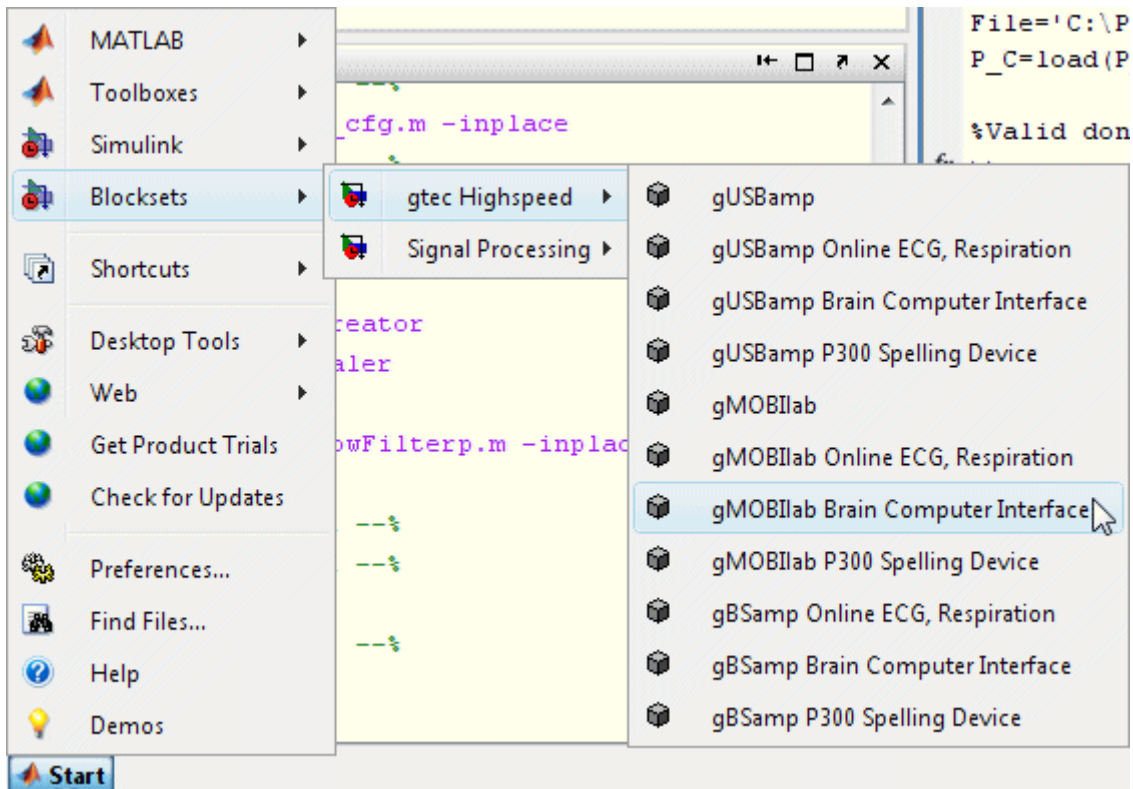 MATLAB
Toolboxes
Simulink
Blocksets
Shortcuts
Desktop Tools
Web
Get Product Trials
Check for Updates
Preferences...
Find Files...
Help
Demos
Start
gtec Highspeed
Signal Processing
gUSBamp
gUSBamp Online ECG, Respiration
gUSBamp Brain Computer Interface
gUSBamp P300 Spelling Device
gMOBIlab
gMOBIlab Online ECG, Respiration
gMOBIlab Brain Computer Interface
gMOBIlab P300 Spelling Device
gBSamp Online ECG, Respiration
gBSamp Brain Computer Interface
gBSamp P300 Spelling Device
--%
_cfg.m -inplace
reator
aler
owFilterp.m -inplac
--%
--%
--%
File='C:\P
P_C=load(P
%Valid don